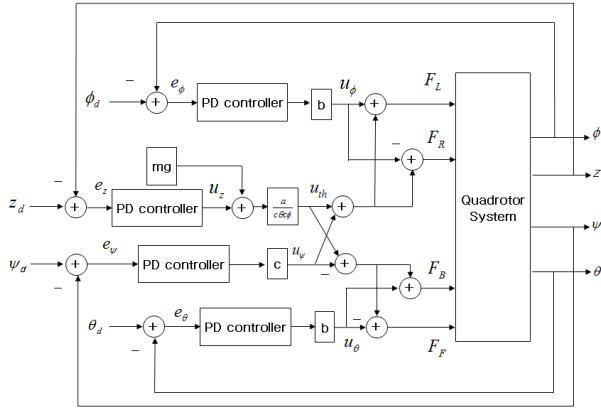 ϕ_d
−
e_ϕ
PD controller
b
u_ϕ
+
F_L
−
+
F_R
ϕ
z
mg
z_d
−
+
e_z
PD controller
u_z
+
a
cθcϕ
u_th
+
Quadrotor
System
ψ_d
−
+
e_ψ
PD controller
c
u_ψ
−
+
+
F_B
ψ
θ
θ_d
−
+
e_θ
PD controller
b
u_θ
−
+
F_F
+